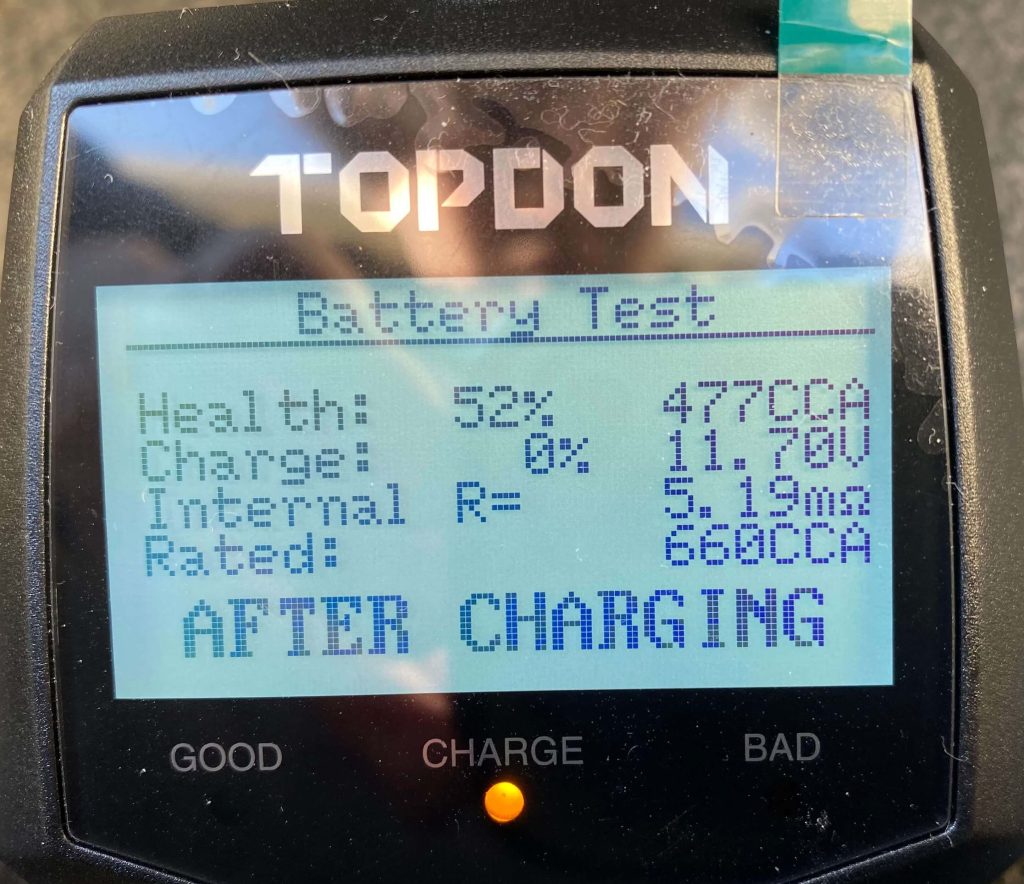 TOPDON
Battery Test
Health: 52% 477CCA
Charge: 0% 11.70V
Internal R= 5.19mΩ
Rated: 660CCA
AFTER CHARGING
GOOD CHARGE BAD